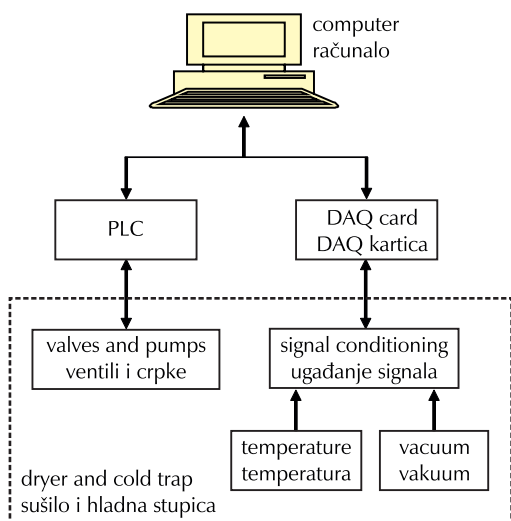 computer
računalo
PLC
DAQ card
DAQ kartica
valves and pumps
ventili i crpke
signal conditioning
ugađanje signala
temperature
temperatura
vacuum
vakuum
dryer and cold trap
sušilo i hladna stupica